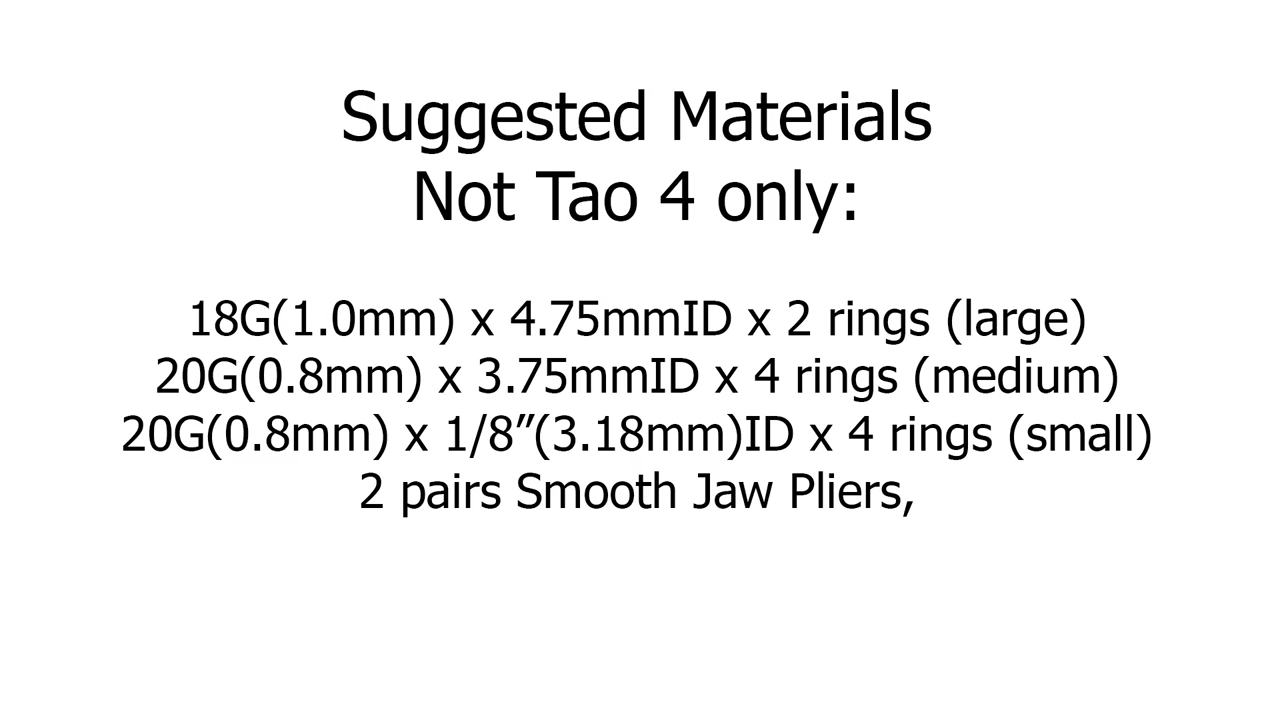 Suggested Materials
Not Tao 4 only:
18G(1.0mm) x 4.75mmID x 2 rings (large)
20G(0.8mm) x 3.75mmID x 4 rings (medium)
20G(0.8mm) x 1/8”(3.18mm)ID x 4 rings (small)
2 pairs Smooth Jaw Pliers,